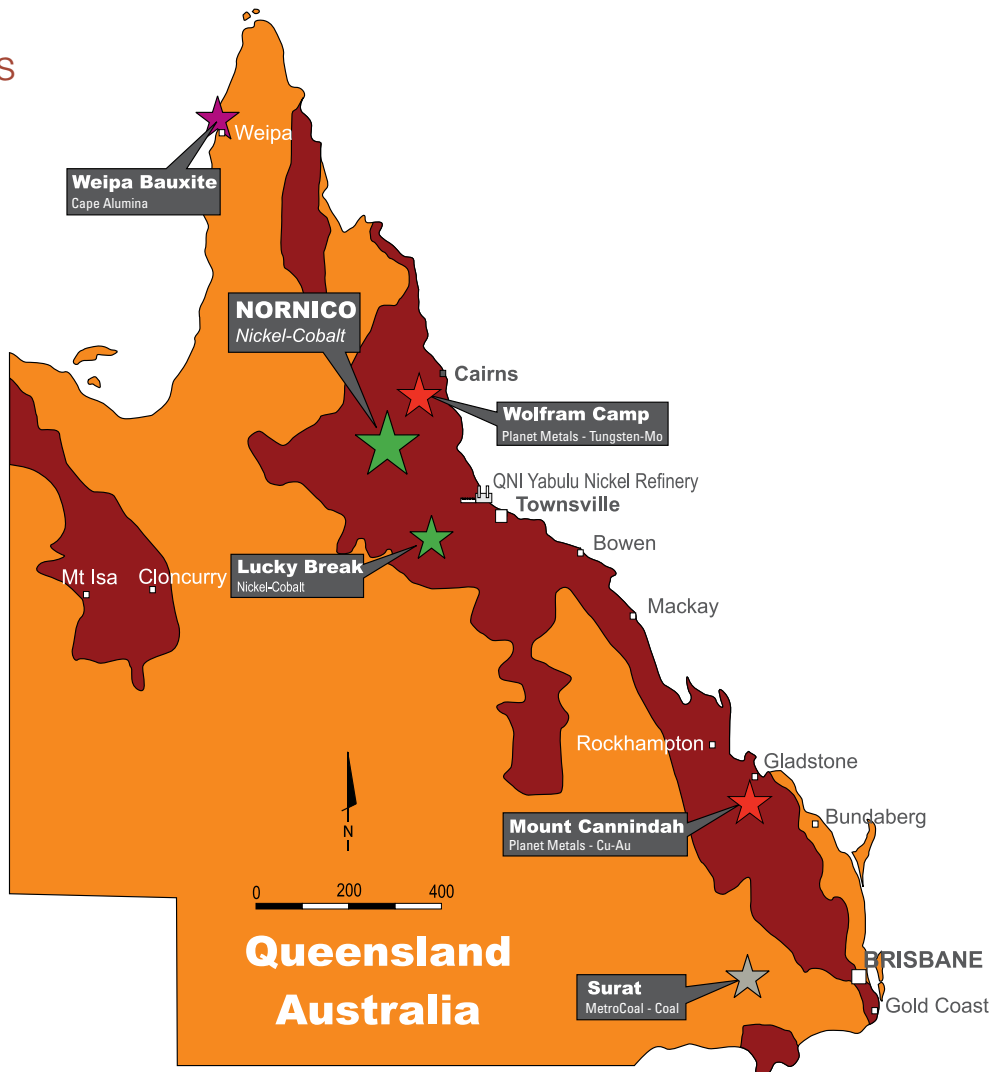 S
Weipa
Weipa Bauxite
Cape Alumina
NORNICO
Nickel-Cobalt
Cairns
Wolfram Camp
Planet Metals - Tungsten-Mo
QNI Yabulu Nickel Refinery
Townsville
Bowen
Lucky Break
Nickel-Cobalt
Mt Isa
Cloncurry
Mackay
Rockhampton
Gladstone
Mount Cannindah
Planet Metals - Cu-Au
Bundaberg
N
0 200 400
Queensland
Australia
BRISBANE
Surat
MetroCoal - Coal
Gold Coast